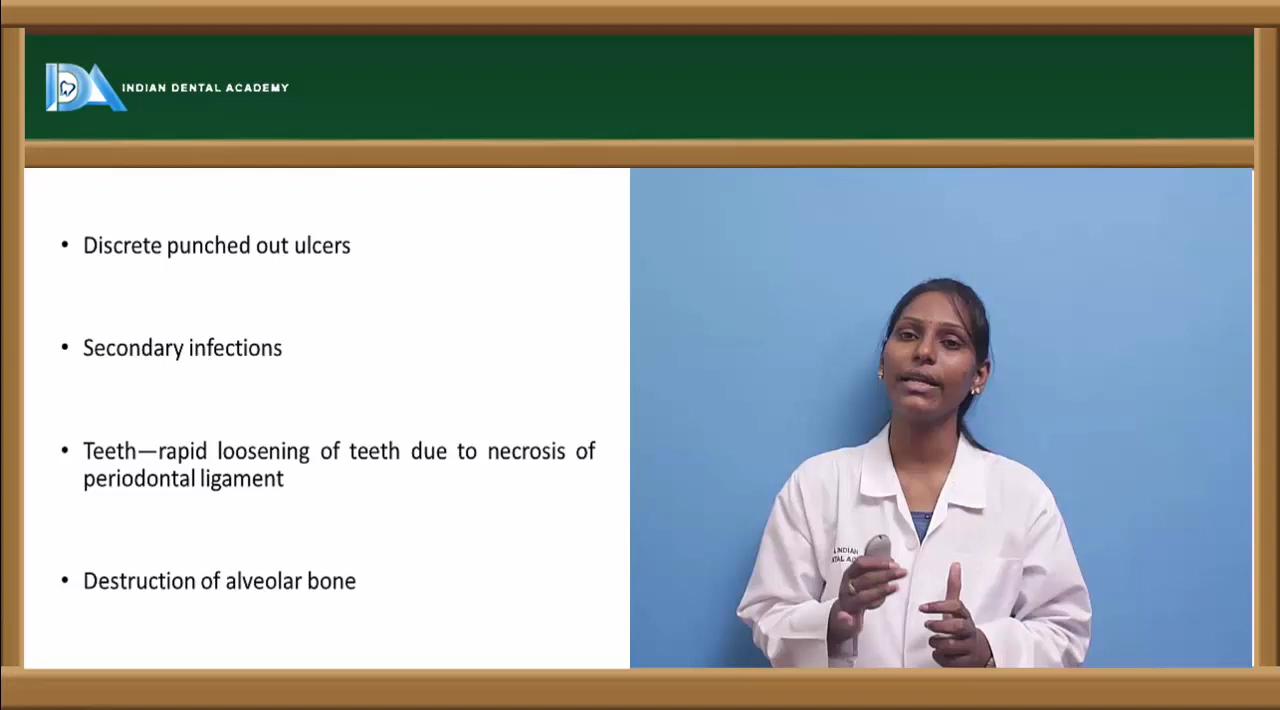 INDIAN DENTAL ACADEMY
• Discrete punched out ulcers
• Secondary infections
• Teeth—rapid loosening of teeth due to necrosis of
periodontal ligament
• Destruction of alveolar bone
INDIAN